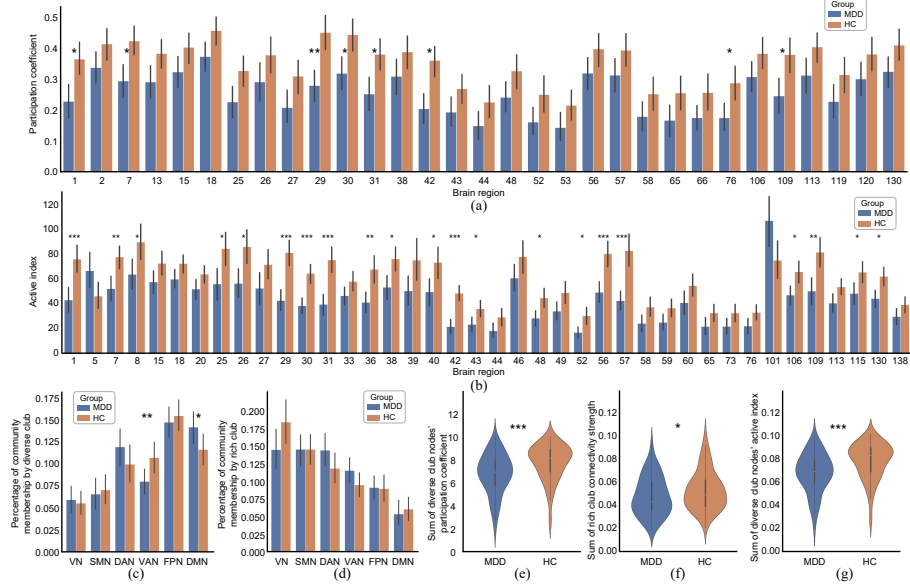 Group
MDD
HC
Participation coefficient
0.5
0.4
0.3
0.2
0.1
0.0
* * ** * * * * *
1 2 7 13 15 18 25 26 27 29 30 31 38 42 43 44 48 52 53 56 57 58 65 66 76 106 109 113 119 120 130
Brain region
(a)
Group
MDD
HC
Active index
120
100
80
60
40
20
0
*** ** * * * *** *** *** ** * * *** * * * *** *** * ** * *
1 5 7 8 15 18 20 25 26 27 29 30 31 33 36 38 39 40 42 43 44 46 48 49 52 56 57 58 59 60 65 73 76 101 106 109 113 115 130 138
Brain region
(b)
Group
MDD
HC
Percentage of community
membership by diverse club
0.175
0.150
0.125
0.100
0.075
0.050
0.025
0.000
** *
VN SMN DAN VAN FPN DMN
(c)
Group
MDD
HC
Percentage of community
membership by rich club
0.200
0.150
0.100
0.050
0.000
VN SMN DAN VAN FPN DMN
(d)
Sum of diverse club nodes'
participation coefficient
12
10
8
6
4
2
0
***
MDD HC
(e)
Sum of rich club connectivity strength
0.12
0.10
0.08
0.06
0.04
0.02
0.00
*
MDD HC
(f)
Sum of diverse club nodes' active index
0.12
0.10
0.08
0.06
0.04
0.02
0.00
***
MDD HC
(g)